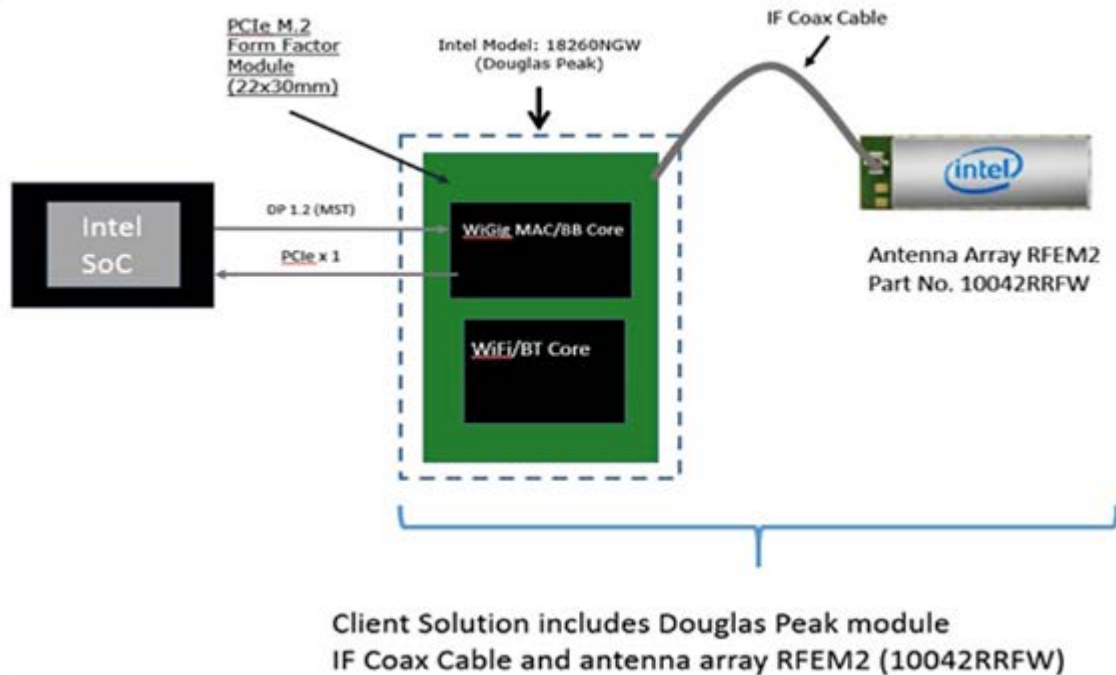 PCIe M.2
Form Factor
Module
(22x30mm)
Intel Model: 18260NGW
(Douglas Peak)
IF Coax Cable
Intel
SoC
DP 1.2 (MST)
PCIe x 1
WiGig MAC/BB Core
WiFi/BT Core
intel
Antenna Array RFEM2
Part No. 10042RRFW
Client Solution includes Douglas Peak module
IF Coax Cable and antenna array RFEM2 (10042RRFW)